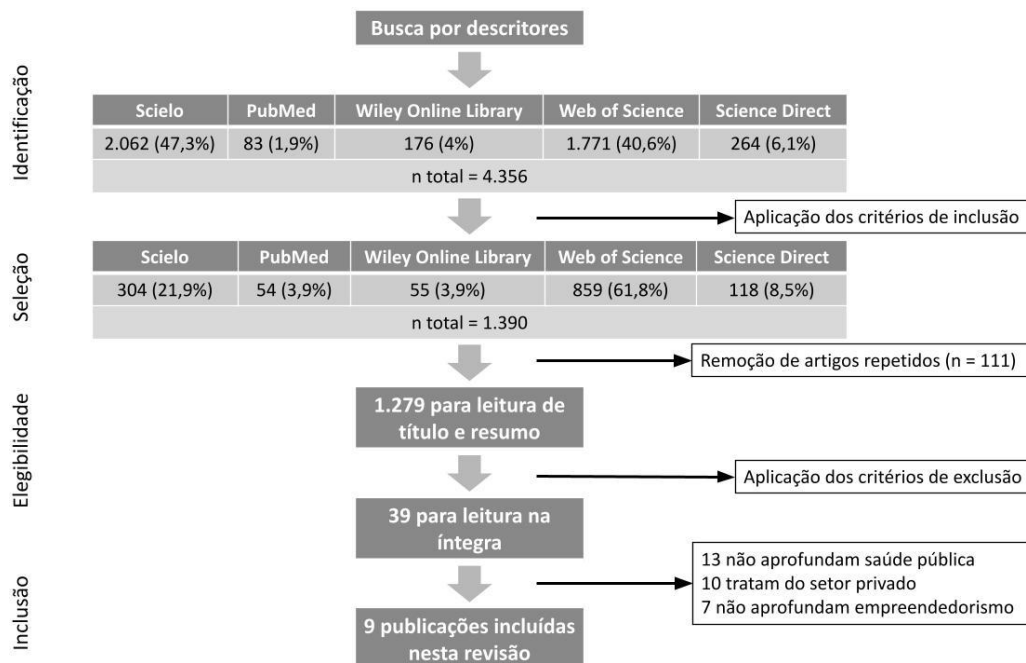 Busca por descritores
Identificação
Scielo PubMed Wiley Online Library Web of Science Science Direct
2.062 (47,3%) 83 (1,9%) 176 (4%) 1.771 (40,6%) 264 (6,1%)
n total = 4.356
Aplicação dos critérios de inclusão
Seleção
Scielo PubMed Wiley Online Library Web of Science Science Direct
304 (21,9%) 54 (3,9%) 55 (3,9%) 859 (61,8%) 118 (8,5%)
n total = 1.390
Remoção de artigos repetidos (n = 111)
Elegibilidade
1.279 para leitura de
título e resumo
Aplicação dos critérios de exclusão
39 para leitura na
íntegra
13 não aprofundam saúde pública
10 tratam do setor privado
7 não aprofundam empreendedorismo
Inclusão
9 publicações incluídas
nesta revisão